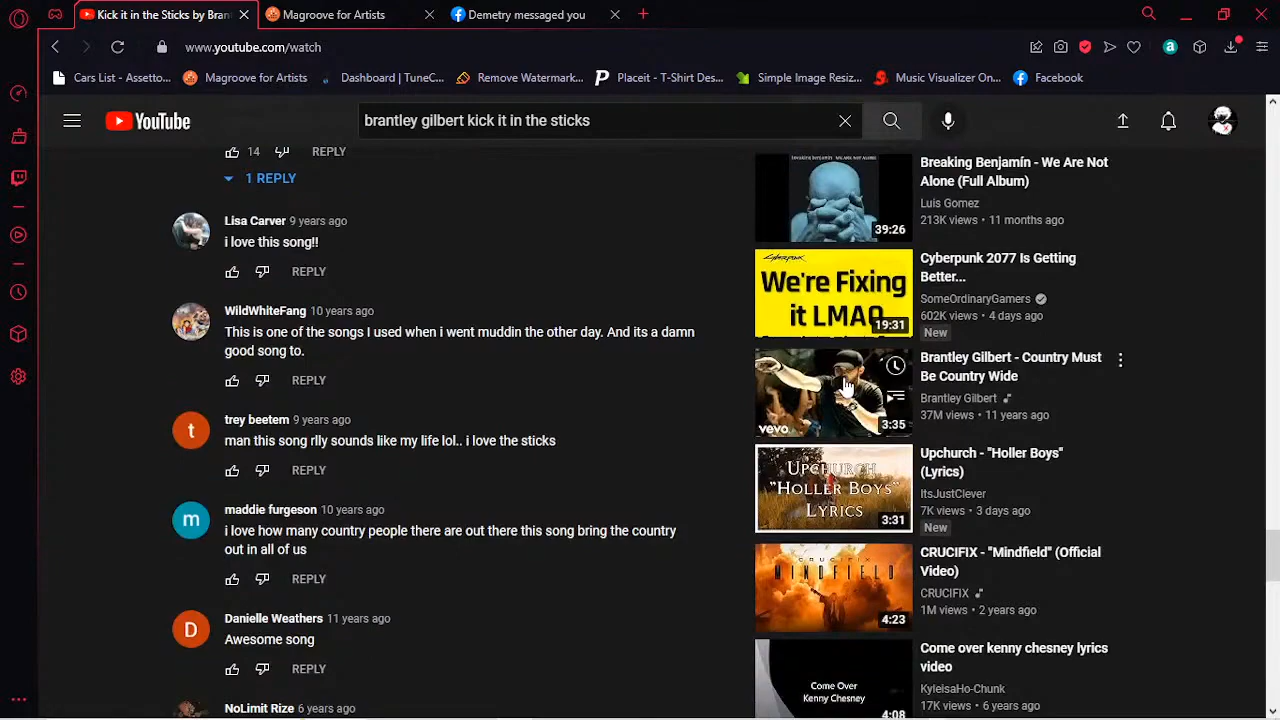 Kick it in the Sticks by Bran
Magroove for Artists
Demetry messaged you
www.youtube.com/watch
Cars List - Assetto...
Magroove for Artists
Dashboard | TuneC...
Remove Watermark...
Placeit - T-Shirt Des...
Simple Image Resiz...
Music Visualizer On...
Facebook
YouTube
brantley gilbert kick it in the sticks
14 REPLY
1 REPLY
Lisa Carver 9 years ago
i love this song!!
REPLY
WildWhiteFang 10 years ago
This is one of the songs I used when i went muddin the other day. And its a damn
good song to.
REPLY
trey beetem 9 years ago
man this song rlly sounds like my life lol.. i love the sticks
REPLY
maddie furgeson 10 years ago
i love how many country people there are out there this song bring the country
out in all of us
REPLY
Danielle Weathers 11 years ago
Awesome song
REPLY
NoLimit Rize 6 years ago
39:26
Breaking Benjamín - We Are Not
Alone (Full Album)
Luis Gomez
213K views • 11 months ago
We're Fixing
it LMAO
19:31
Cyberpunk 2077 Is Getting
Better...
SomeOrdinaryGamers
602K views • 4 days ago
New
vevo
3:35
Brantley Gilbert - Country Must
Be Country Wide
Brantley Gilbert
37M views • 11 years ago
UPCHURCH
"HOLLER BOYS"
LYRICS
3:31
Upchurch - "Holler Boys"
(Lyrics)
ItsJustClever
7K views • 3 days ago
New
CRUCIFIX
MINDFIELD
4:23
CRUCIFIX - "Mindfield" (Official
Video)
CRUCIFIX
1M views • 2 years ago
Come Over
Kenny Chesney
4:08
Come over kenny chesney lyrics
video
KyleisaHo-Chunk
17K views • 6 years ago